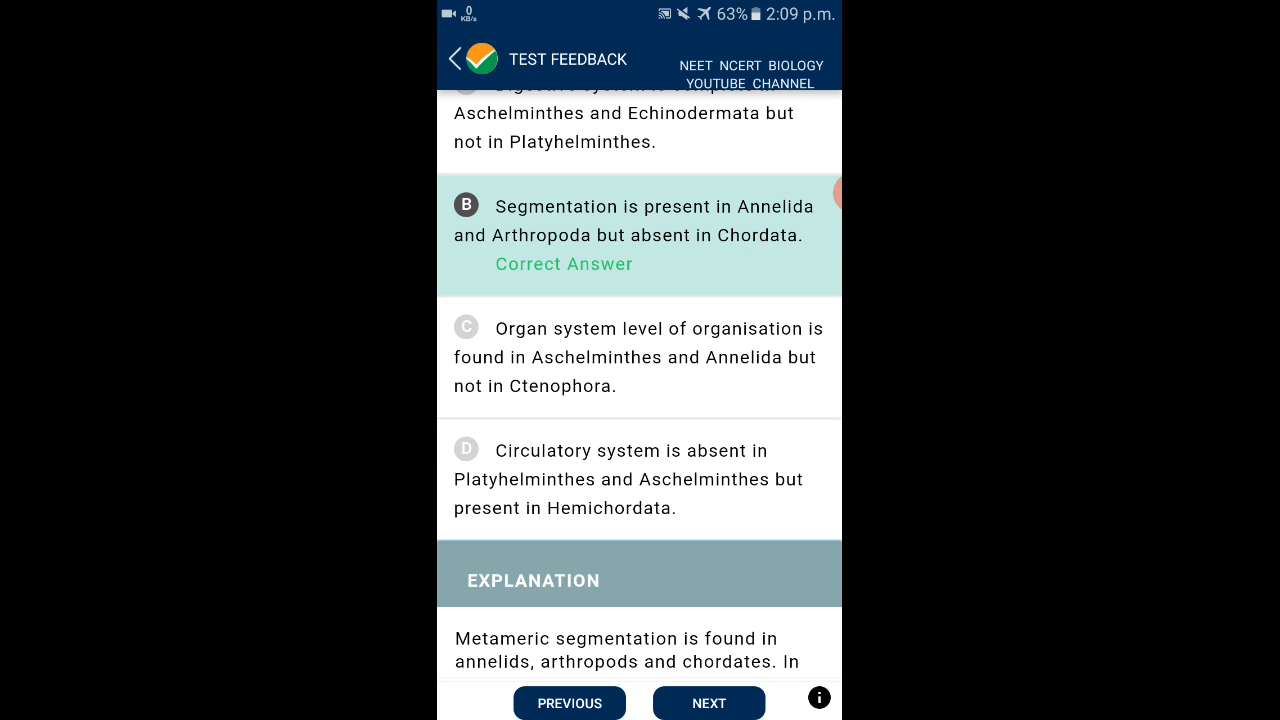 0
KB/s
63% 2:09 p.m.
TEST FEEDBACK
NEET NCERT BIOLOGY
YOUTUBE CHANNEL
Aschelminthes and Echinodermata but
not in Platyhelminthes.
B Segmentation is present in Annelida
and Arthropoda but absent in Chordata.
Correct Answer
C Organ system level of organisation is
found in Aschelminthes and Annelida but
not in Ctenophora.
D Circulatory system is absent in
Platyhelminthes and Aschelminthes but
present in Hemichordata.
EXPLANATION
Metameric segmentation is found in
annelids, arthropods and chordates. In
PREVIOUS
NEXT
i